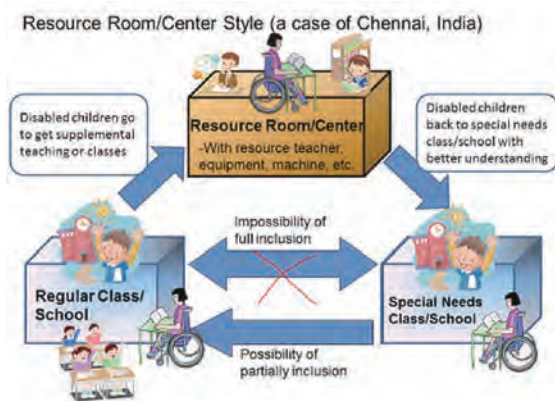 Resource Room/Center Style (a case of Chennai, India)
Disabled children go
to get supplemental
teaching or classes
Resource Room/Center
-With resource teacher,
equipment, machine, etc.
Disabled children
back to special needs
class/school with
better understanding
Impossibility of
full inclusion
Regular Class/
School
Special Needs
Class/School
Possibility of
partially inclusion